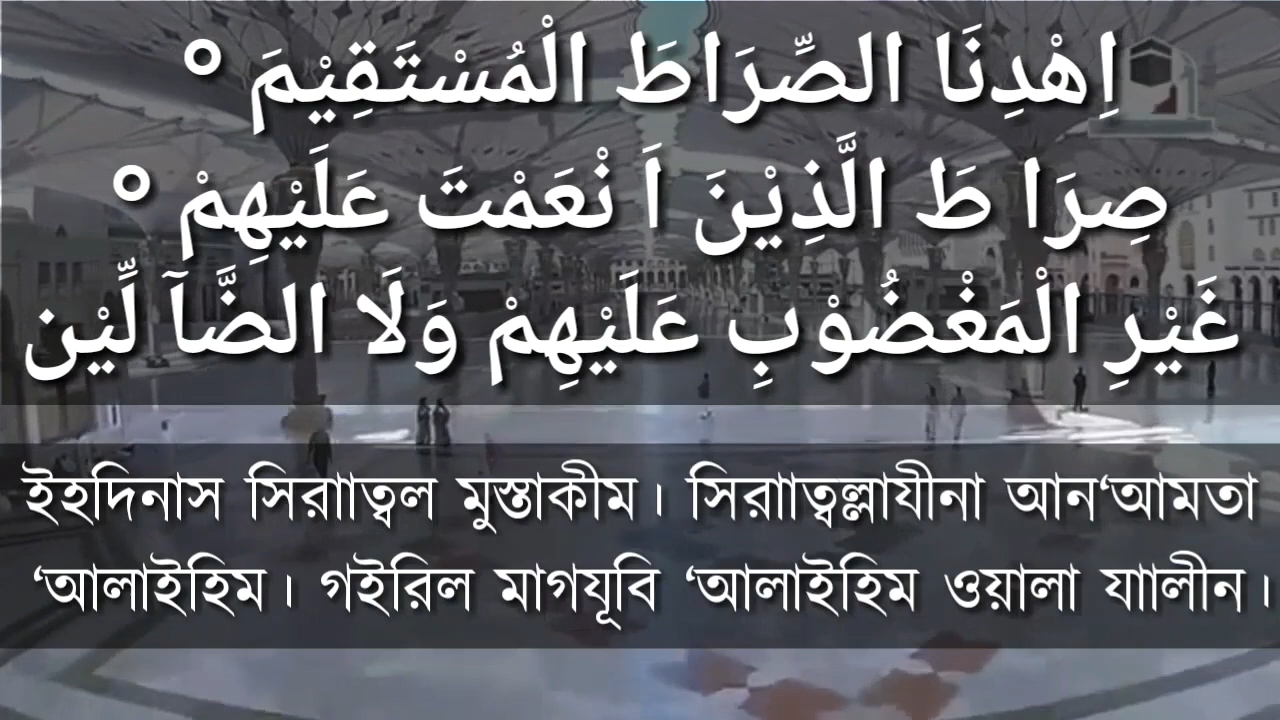 اِهْدِنَا الصِّرَاطَ الْمُسْتَقِيْمَ °
صِرَا طَ الَّذِيْنَ اَ نْعَمْتَ عَلَيْهِمْ °
غَيْرِ الْمَغْضُوْبِ عَلَيْهِمْ وَلَا الضَّآ لِّيْن
ইহদিনাস সিরাাত্বল মুস্তাকীম। সিরাাত্বল্লাযীনা আন‘আমতা
‘আলাইহিম। গইরিল মাগযূবি ‘আলাইহিম ওয়ালা যাালীন।